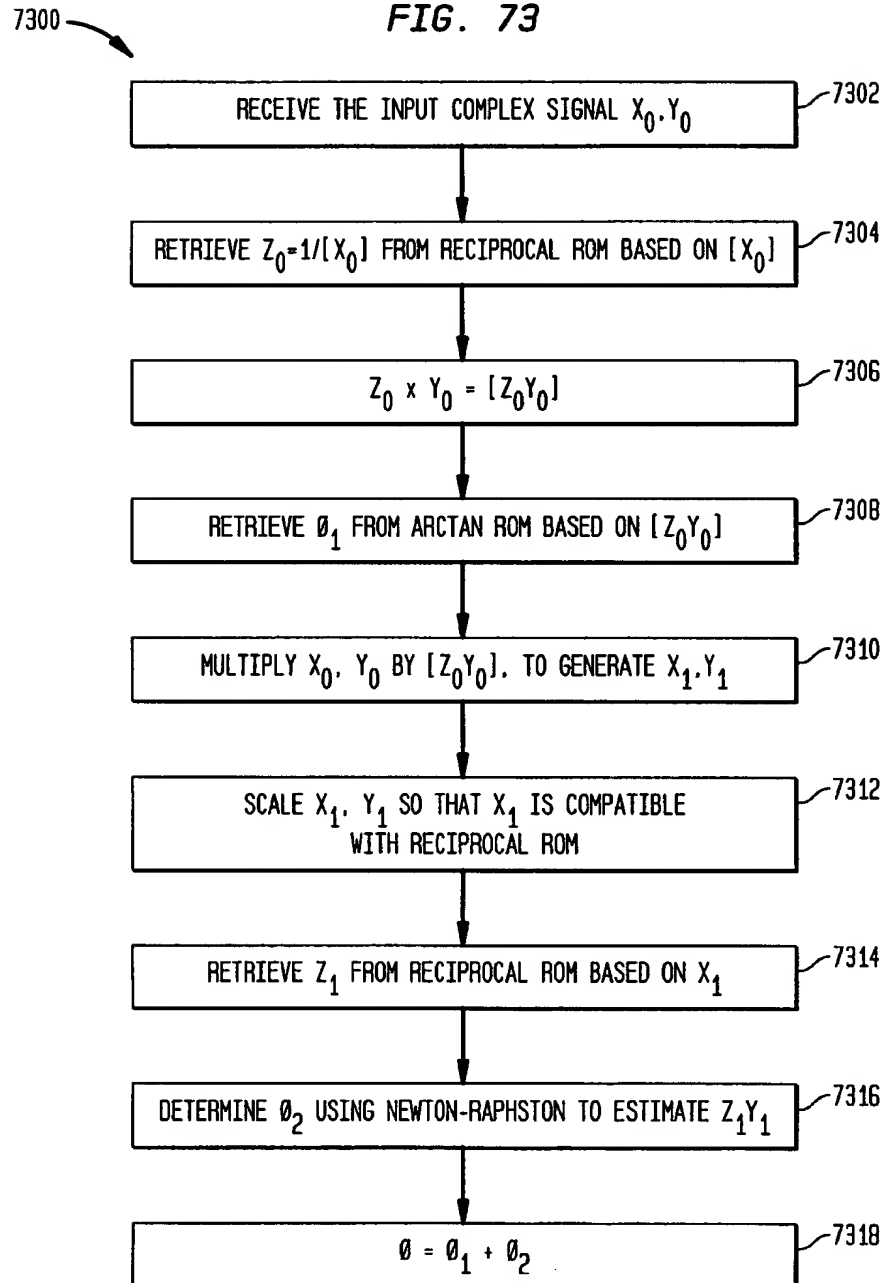 FIG. 73
7300
RECEIVE THE INPUT COMPLEX SIGNAL X₀,Y₀
7302
RETRIEVE Z₀=1/[X₀] FROM RECIPROCAL ROM BASED ON [X₀]
7304
Z₀ x Y₀ = [Z₀Y₀]
7306
RETRIEVE Ø₁ FROM ARCTAN ROM BASED ON [Z₀Y₀]
7308
MULTIPLY X₀, Y₀ BY [Z₀Y₀], TO GENERATE X₁,Y₁
7310
SCALE X₁, Y₁ SO THAT X₁ IS COMPATIBLE
WITH RECIPROCAL ROM
7312
RETRIEVE Z₁ FROM RECIPROCAL ROM BASED ON X₁
7314
DETERMINE Ø₂ USING NEWTON-RAPHSTON TO ESTIMATE Z₁Y₁
7316
Ø = Ø₁ + Ø₂
7318